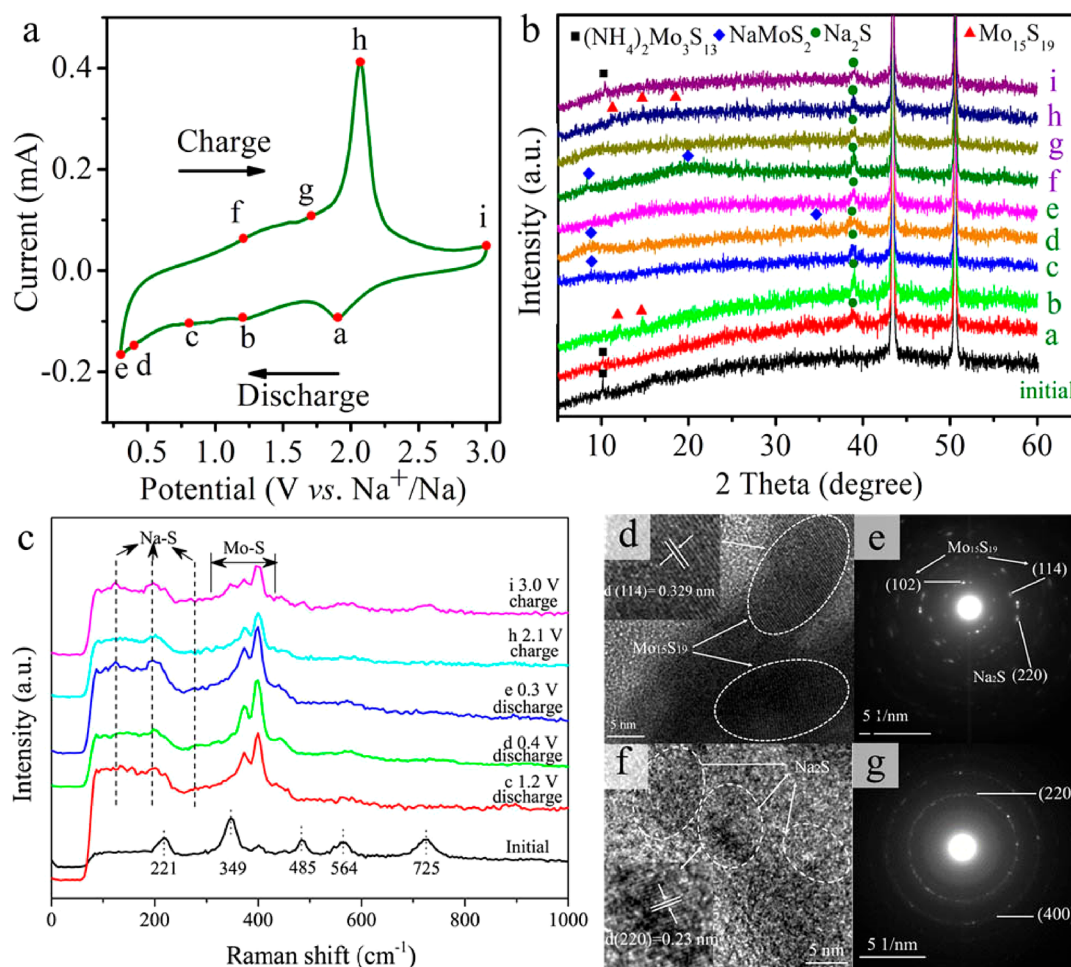 a
Current (mA)
0.4
0.2
0.0
-0.2
Charge
Discharge
h
g
f
i
a
b
c
d
e
0.5 1.0 1.5 2.0 2.5 3.0
Potential (V vs. Na⁺/Na)
b
Intensity (a.u.)
(NH₄)₂Mo₃S₁₃ NaMoS₂ Na₂S Mo₁₅S₁₉
i
h
g
f
e
d
c
b
a
initial
10 20 30 40 50 60
2 Theta (degree)
c
Intensity (a.u.)
Na-S
Mo-S
i 3.0 V
charge
h 2.1 V
charge
e 0.3 V
discharge
d 0.4 V
discharge
c 1.2 V
discharge
Initial
221 349 485 564 725
0 200 400 600 800 1000
Raman shift (cm⁻¹)
d
d (114)= 0.329 nm
Mo₁₅S₁₉
5 nm
e
Mo₁₅S₁₉
(114)
(102)
Na₂S (220)
5 1/nm
f
Na₂S
d(220)=0.23 nm
5 nm
g
(220)
(400)
5 1/nm